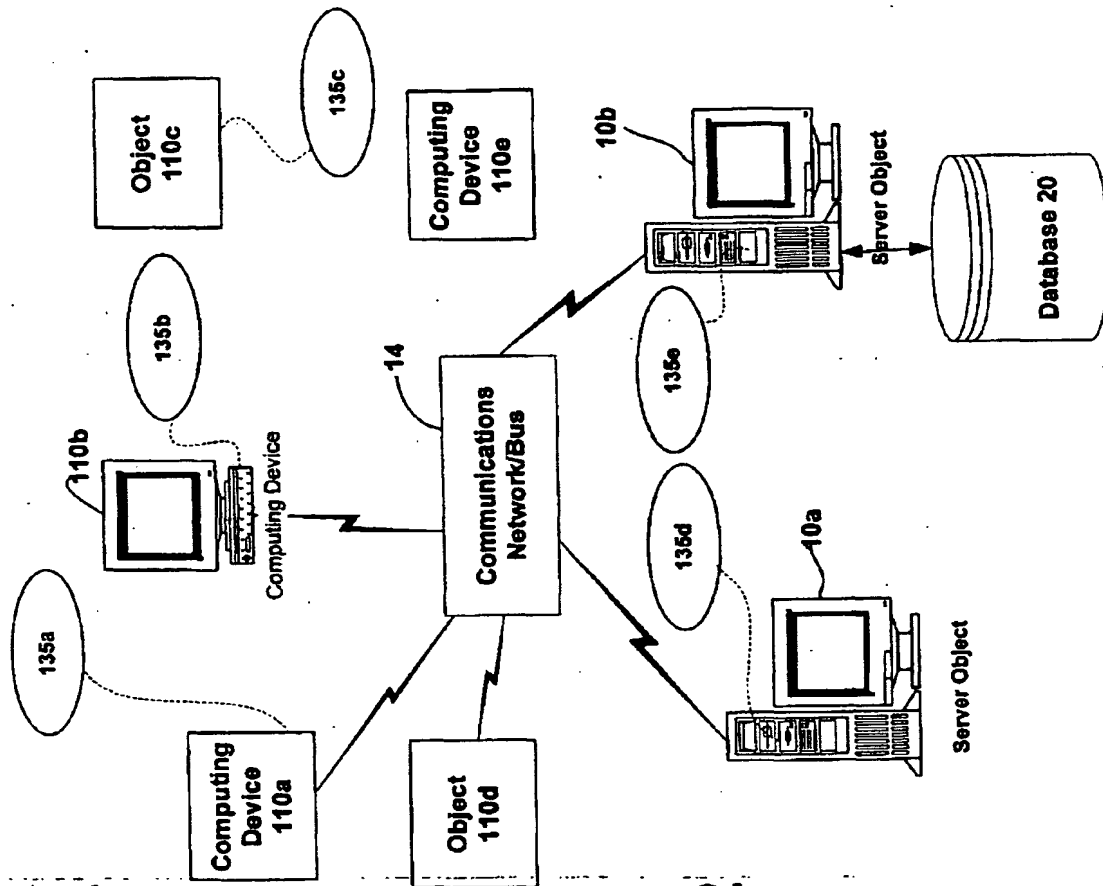 135a
Computing
Device
110a
110b
Computing Device
135b
Object
110c
135c
Object
110d
14
Communications
Network/Bus
Computing
Device
110e
135d
10a
Server Object
135e
10b
Server Object
Database 20